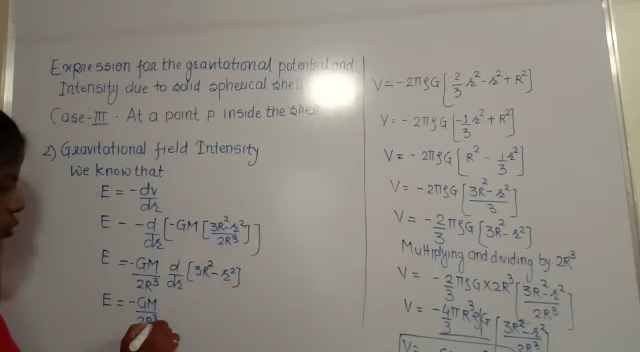 Expression for the gravtational potential and
Intensity due to solid spherical shell
Case-III. At a point P inside the shell
2) Gravitational field Intensity
We know that
E = -dv/dr
E = -d/dr [-GM [3R²-r²/2R³]]
E = -GM/2R³ d/dr [3R²-r²]
E = -GM/2R³
V = -2πρG [2/3 r² - r² + R²]
V = -2πρG [-1/3 r² + R²]
V = -2πρG [R² - 1/3 r²]
V = -2πρG [3R²-r²/3]
V = -2/3 πρG [3R²-r²]
Multiplying and dividing by 2R³
V = -2/3 πρG×2R³ [3R²-r²/2R³]
V = -4πR³ρG/3 [3R²-r²/2R³]
V=